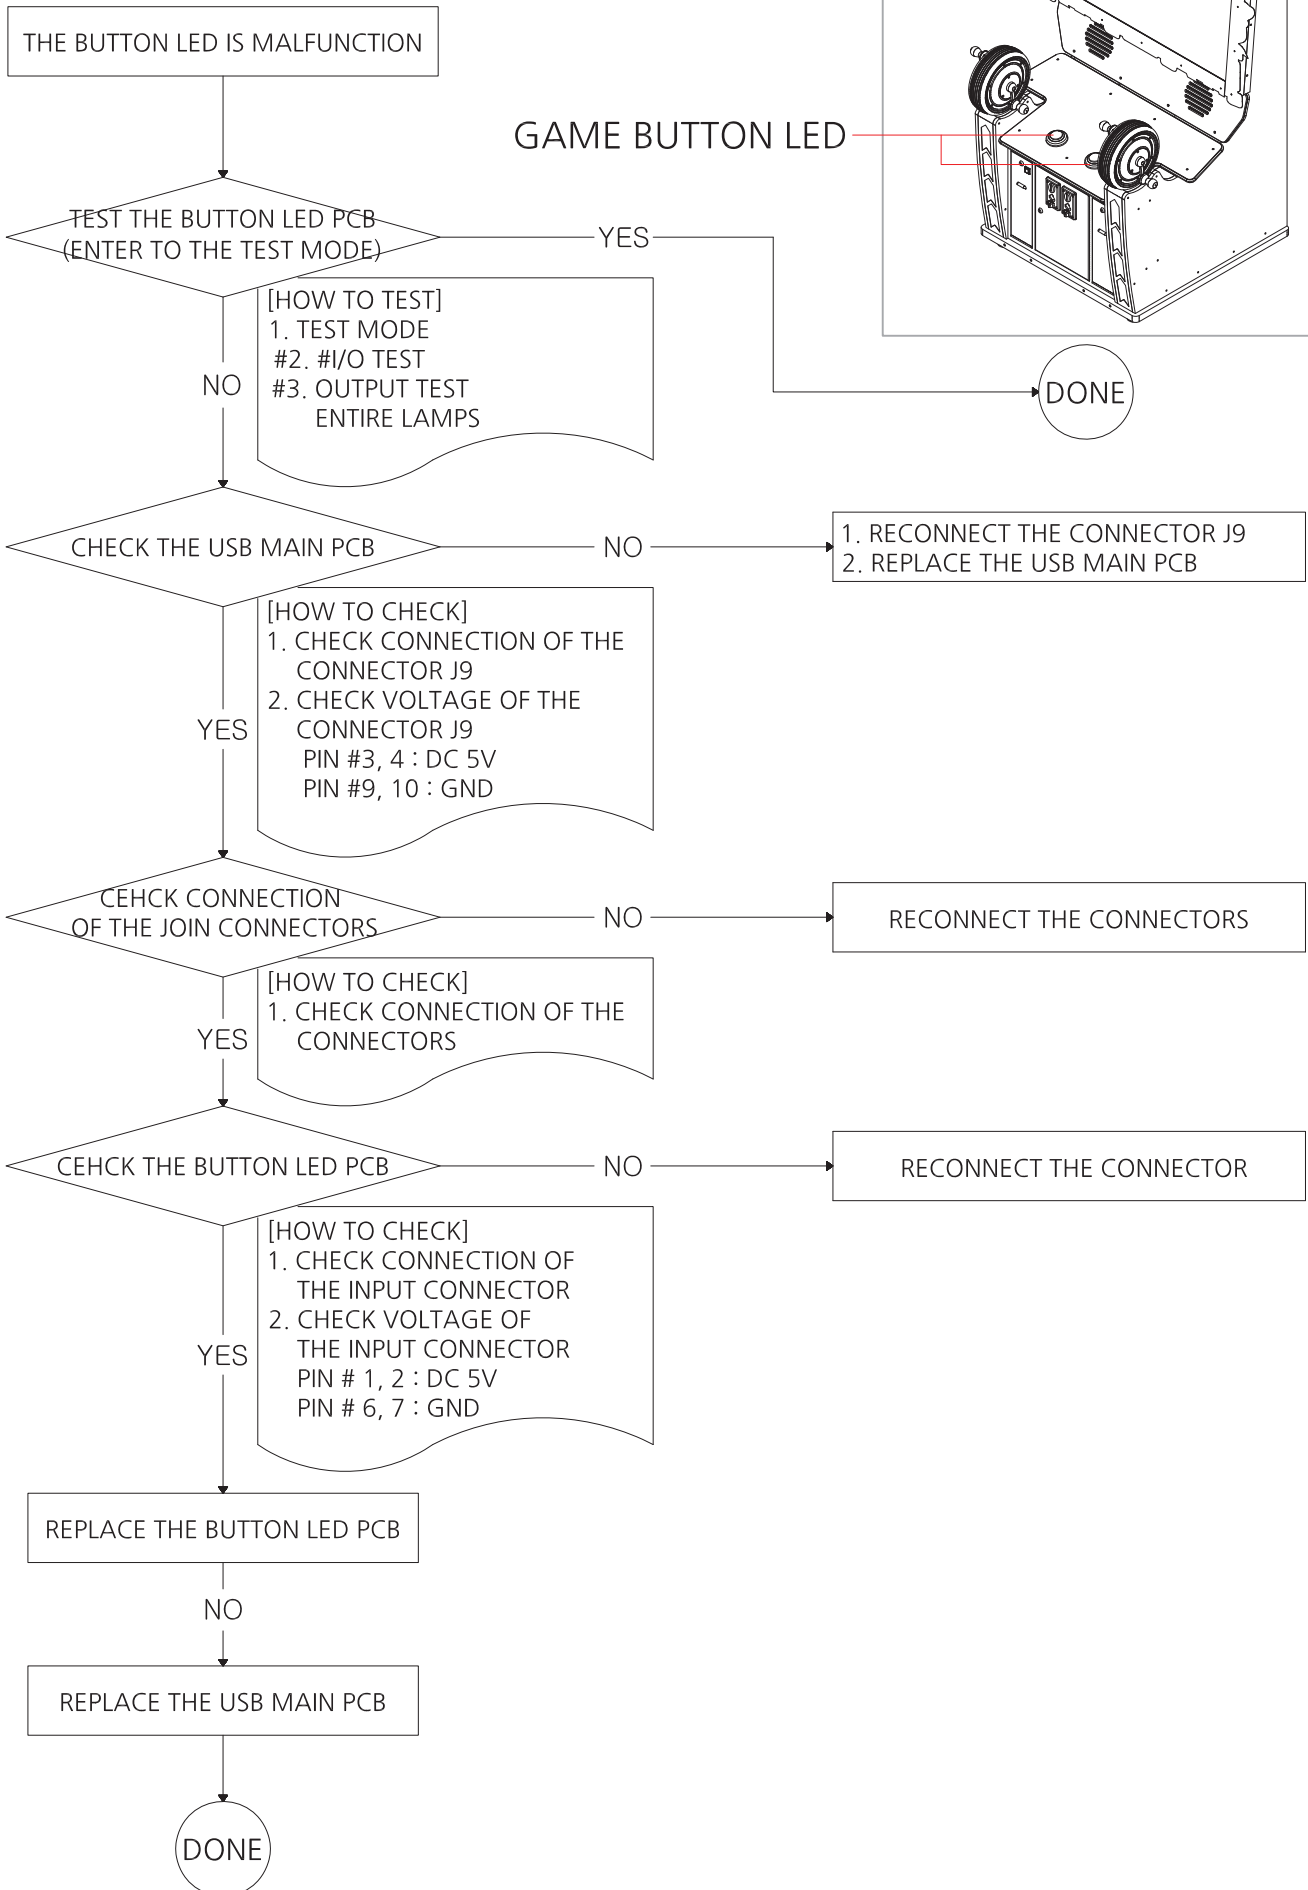 THE BUTTON LED IS MALFUNCTION
GAME BUTTON LED
TEST THE BUTTON LED PCB
(ENTER TO THE TEST MODE)
YES
[HOW TO TEST]
1. TEST MODE
#2. #I/O TEST
#3. OUTPUT TEST
ENTIRE LAMPS
NO
DONE
CHECK THE USB MAIN PCB
NO
1. RECONNECT THE CONNECTOR J9
2. REPLACE THE USB MAIN PCB
[HOW TO CHECK]
1. CHECK CONNECTION OF THE
CONNECTOR J9
2. CHECK VOLTAGE OF THE
CONNECTOR J9
PIN #3, 4 : DC 5V
PIN #9, 10 : GND
YES
CEHCK CONNECTION
OF THE JOIN CONNECTORS
NO
RECONNECT THE CONNECTORS
[HOW TO CHECK]
1. CHECK CONNECTION OF THE
CONNECTORS
YES
CEHCK THE BUTTON LED PCB
NO
RECONNECT THE CONNECTOR
[HOW TO CHECK]
1. CHECK CONNECTION OF
THE INPUT CONNECTOR
2. CHECK VOLTAGE OF
THE INPUT CONNECTOR
PIN # 1, 2 : DC 5V
PIN # 6, 7 : GND
YES
REPLACE THE BUTTON LED PCB
NO
REPLACE THE USB MAIN PCB
DONE